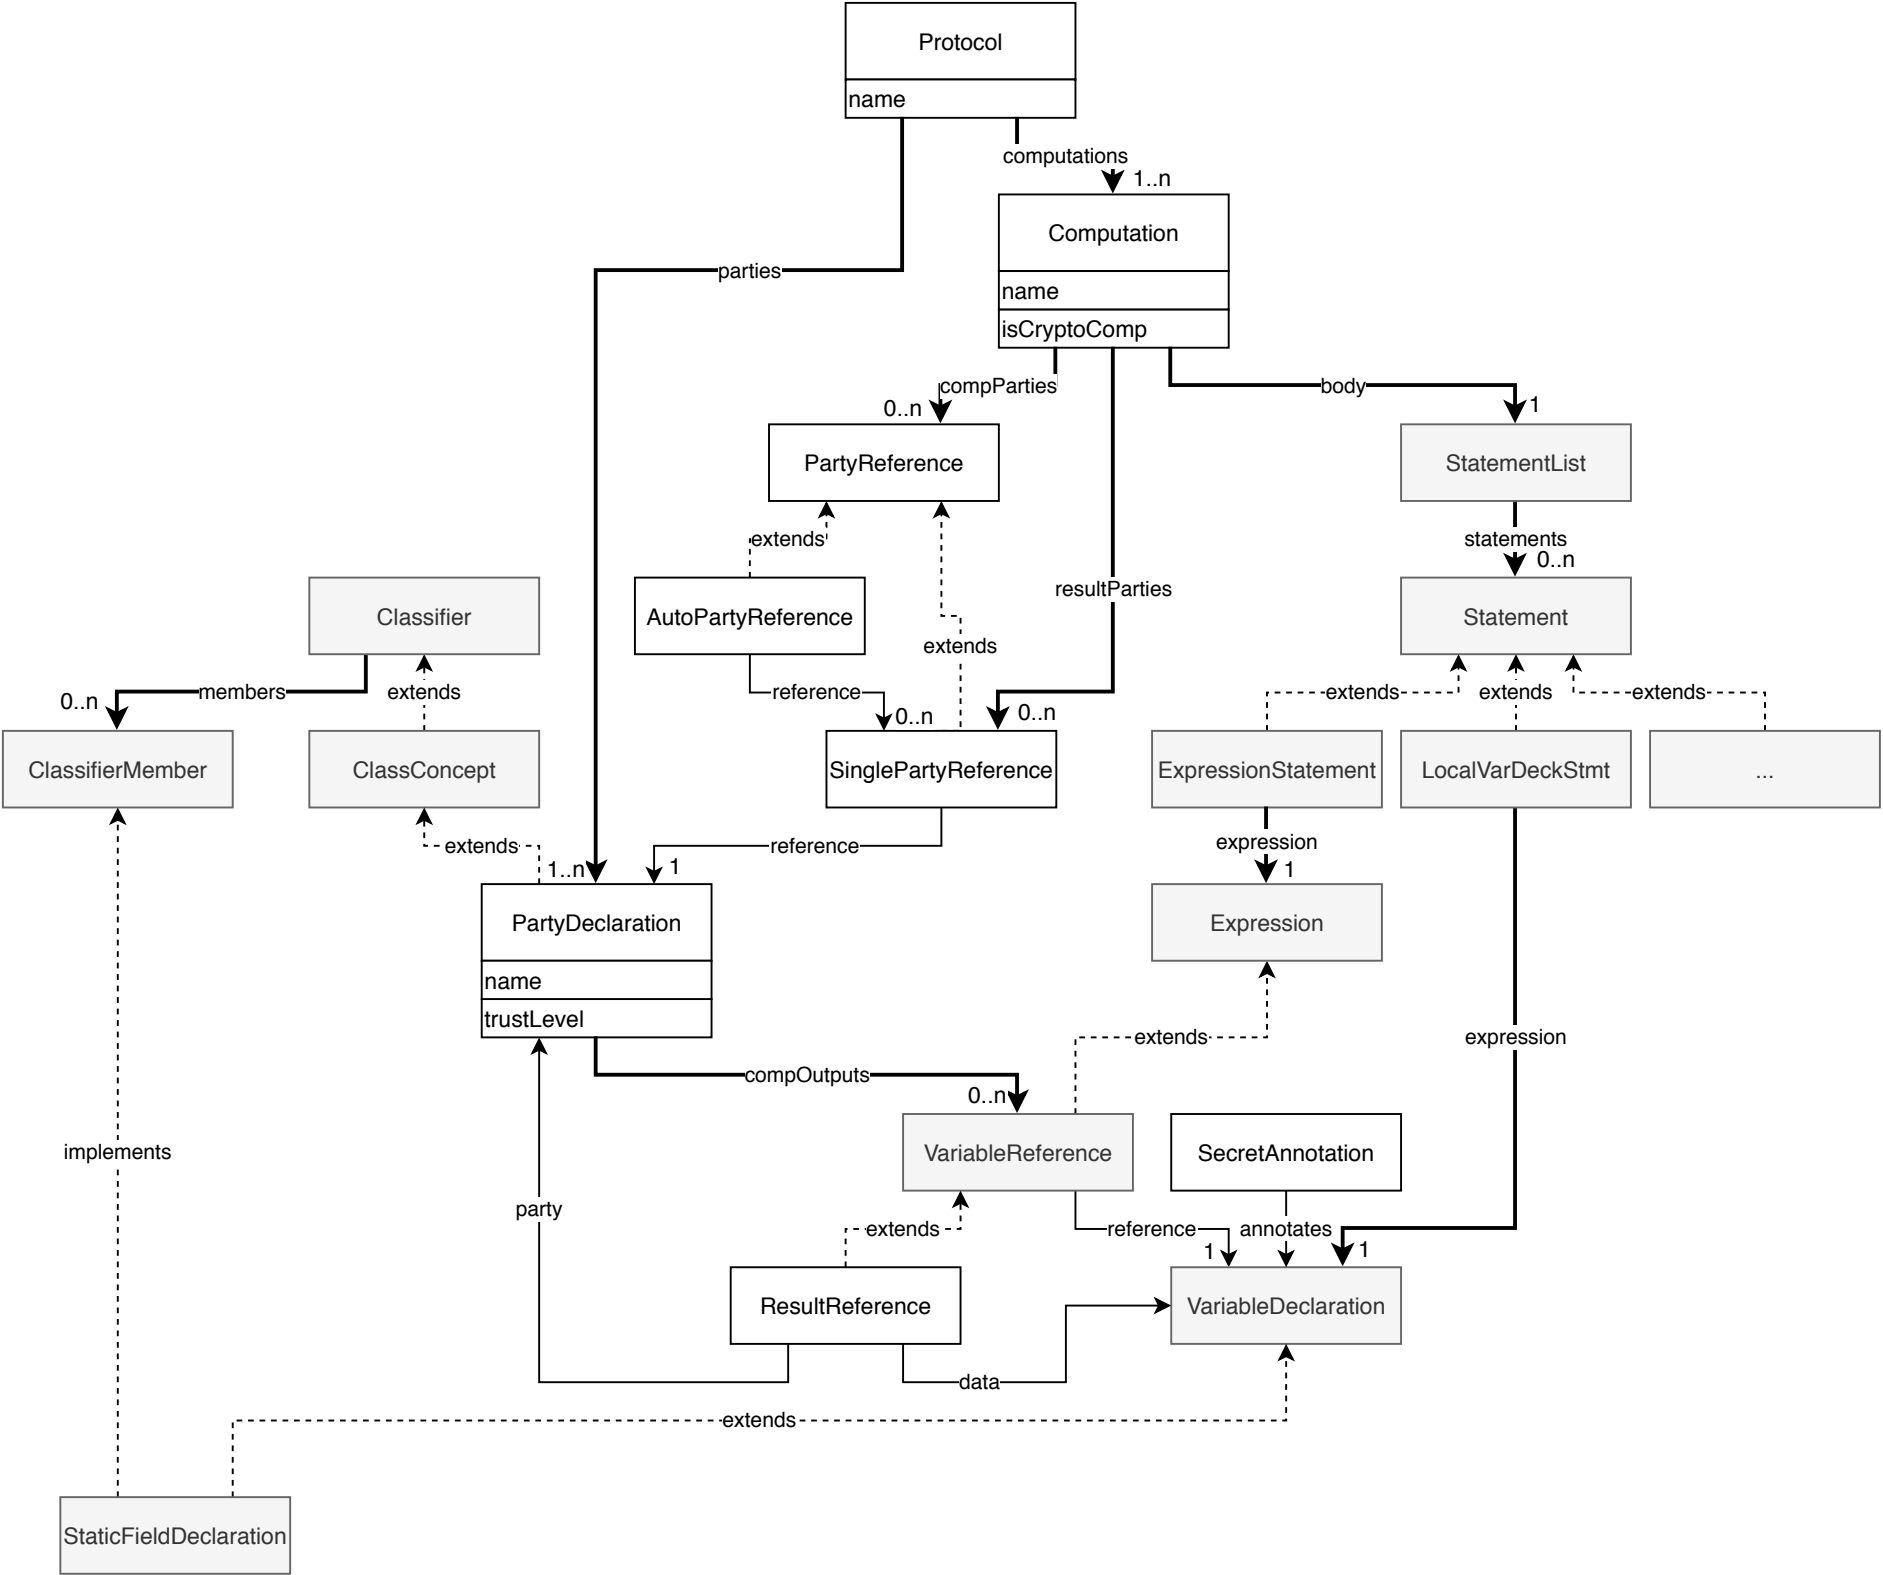 Protocol
name
computations
1..n
Computation
parties
name
isCryptoComp
compParties
body
0..n
1
PartyReference
StatementList
extends
statements
0..n
resultParties
Classifier
AutoPartyReference
Statement
extends
members
extends
reference
extends
extends
extends
0..n
0..n
0..n
ClassifierMember
ClassConcept
SinglePartyReference
ExpressionStatement
LocalVarDeckStmt
...
extends
reference
expression
1..n
1
1
PartyDeclaration
Expression
name
trustLevel
extends
expression
compOutputs
0..n
implements
VariableReference
SecretAnnotation
party
extends
reference
annotates
1
1
ResultReference
VariableDeclaration
data
extends
StaticFieldDeclaration